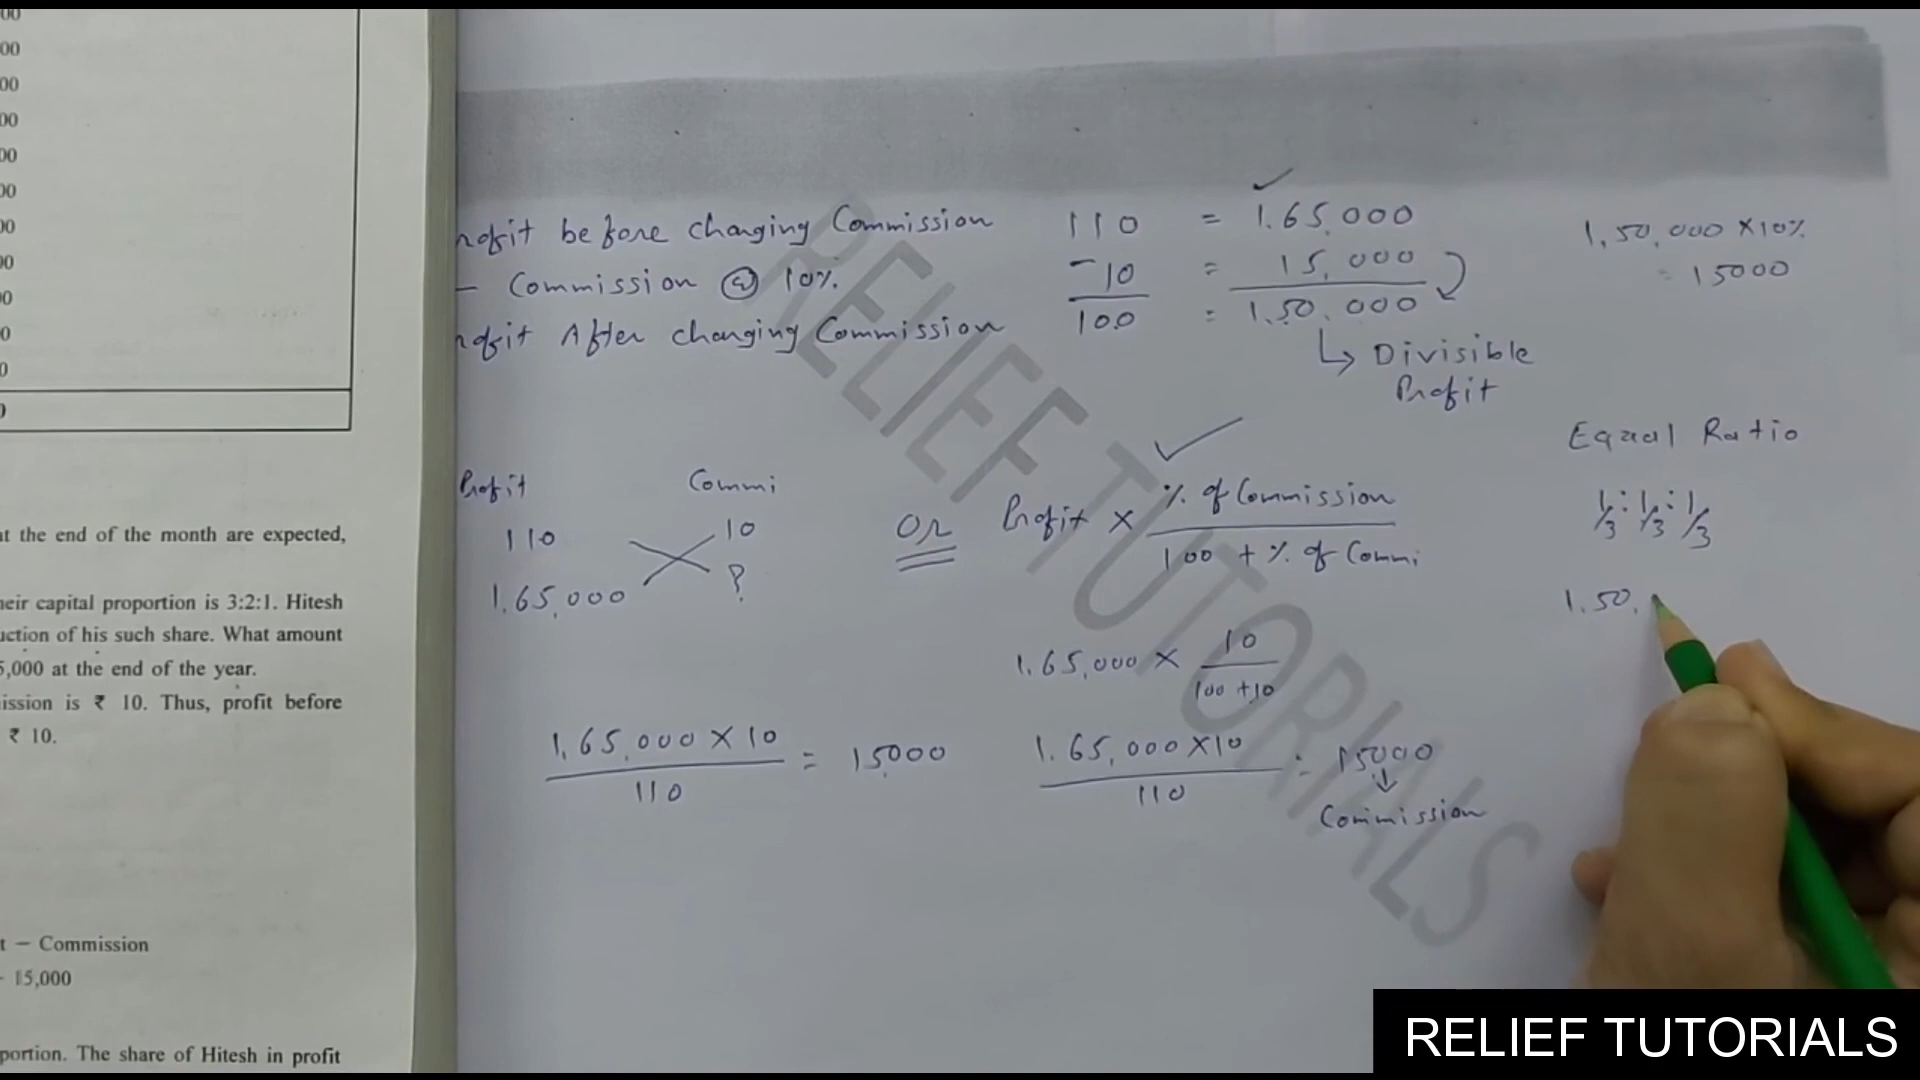 00
00
00
00
00
00
00
00
0
0
0
at the end of the month are expected,
heir capital proportion is 3:2:1. Hitesh
uction of his such share. What amount
5,000 at the end of the year.
ission is ₹ 10. Thus, profit before
₹ 10.
t — Commission
- 15,000
portion. The share of Hitesh in profit
rofit before charging Commission 110 = 1,65,000
— Commission @ 10% -10 = 15,000
rofit After charging Commission 100 = 1,50,000
↳ Divisible
Profit
1,50,000 × 10%
= 15000
Profit Commi
110 10
1,65,000 ?
OR
Profit × % of Commission
100 + % of Commi
1,65,000 × 10
100 + 10
1,65,000 × 10 = 15000
110
1,65,000 × 10 = 15000
110
Commission
Equal Ratio
1/3 : 1/3 : 1/3
1,50,
RELIEF TUTORIALS
RELIEF TUTORIALS